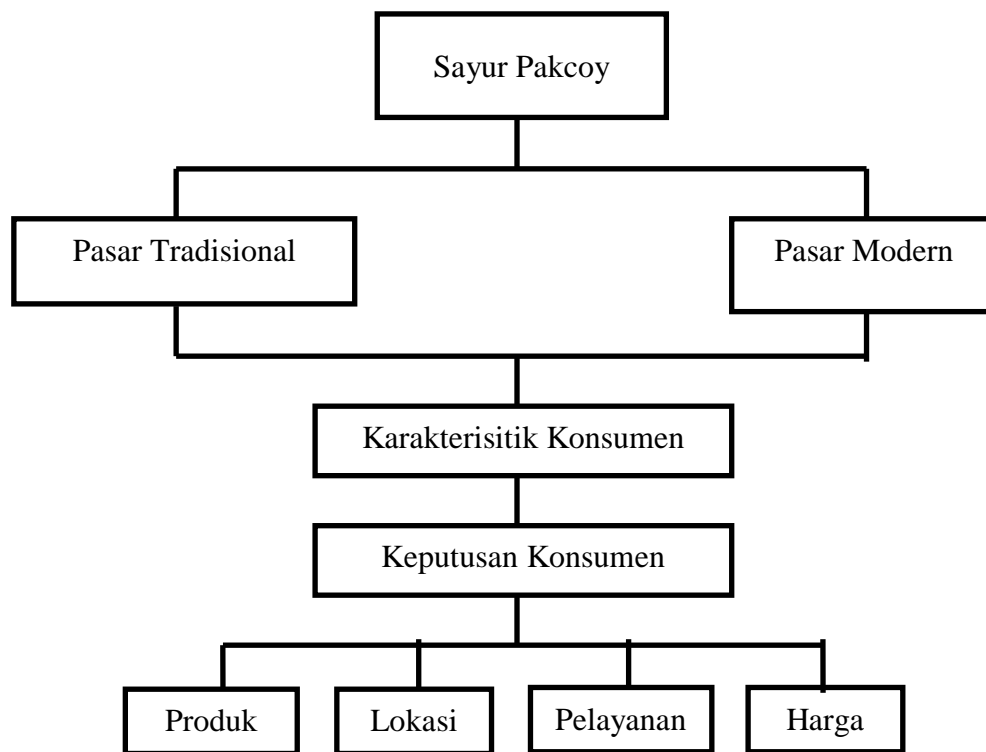 Sayur Pakcoy
Pasar Tradisional
Pasar Modern
Karakterisitik Konsumen
Keputusan Konsumen
Produk
Lokasi
Pelayanan
Harga